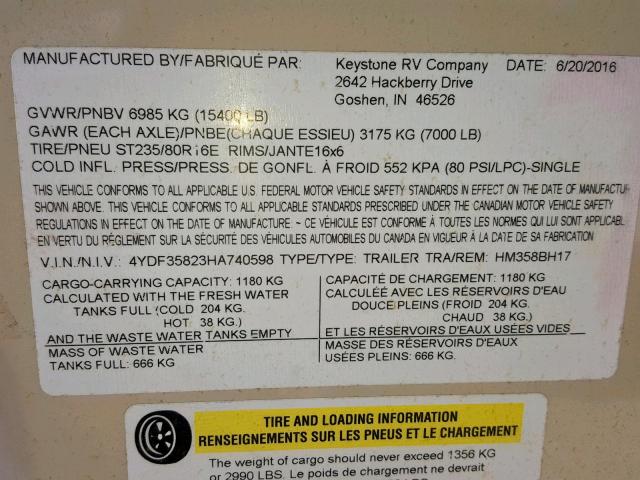 MANUFACTURED BY/FABRIQUÉ PAR: Keystone RV Company DATE: 6/20/2016
2642 Hackberry Drive
Goshen, IN 46526
GVWR/PNBV 6985 KG (15400 LB)
GAWR (EACH AXLE)/PNBE(CHAQUE ESSIEU) 3175 KG (7000 LB)
TIRE/PNEU ST235/80R16E RIMS/JANTE16x6
COLD INFL. PRESS/PRESS. DE GONFL. À FROID 552 KPA (80 PSI/LPC)-SINGLE
THIS VEHICLE CONFORMS TO ALL APPLICABLE U.S. FEDERAL MOTOR VEHICLE SAFETY STANDARDS IN EFFECT ON THE DATE OF MANUFACTU
SHOWN ABOVE. THIS VEHICLE CONFORMS TO ALL APPLICABLE STANDARDS PRESCRIBED UNDER THE CANADIAN MOTOR VEHICLE SAFETY
REGULATIONS IN EFFECT ON THE DATE OF MANUFACTURE. ~ CE VÉHICULE EST CONFORME À TOUTES LES NORMES QUI LUI SONT APPLICABL
EN VERTU DU RÉGLEMENT SUR LA SÉCURITÉ DES VÉHICULES AUTOMOBILES DU CANADA EN VIGUEUR À LA DATE DE SA FABRICATION
V.I.N./N.I.V.: 4YDF35823HA740598 TYPE/TYPE: TRAILER TRA/REM: HM358BH17
CARGO-CARRYING CAPACITY: 1180 KG
CALCULATED WITH THE FRESH WATER
TANKS FULL (COLD 204 KG.
HOT 38 KG.)
AND THE WASTE WATER TANKS EMPTY
MASS OF WASTE WATER
TANKS FULL: 666 KG
CAPACITÉ DE CHARGEMENT: 1180 KG
CALCULÉE AVEC LES RÉSERVOIRS D'EAU
DOUCE PLEINS (FROID 204 KG.
CHAUD 38 KG.)
ET LES RÉSERVOIRS D'EAUX USÉES VIDES
MASSE DES RÉSERVOIRS D'EAUX
USÉES PLEINS: 666 KG
TIRE AND LOADING INFORMATION
RENSEIGNEMENTS SUR LES PNEUS ET LE CHARGEMENT
The weight of cargo should never exceed 1356 KG
or 2990 LBS. Le poids de chargement ne devrait